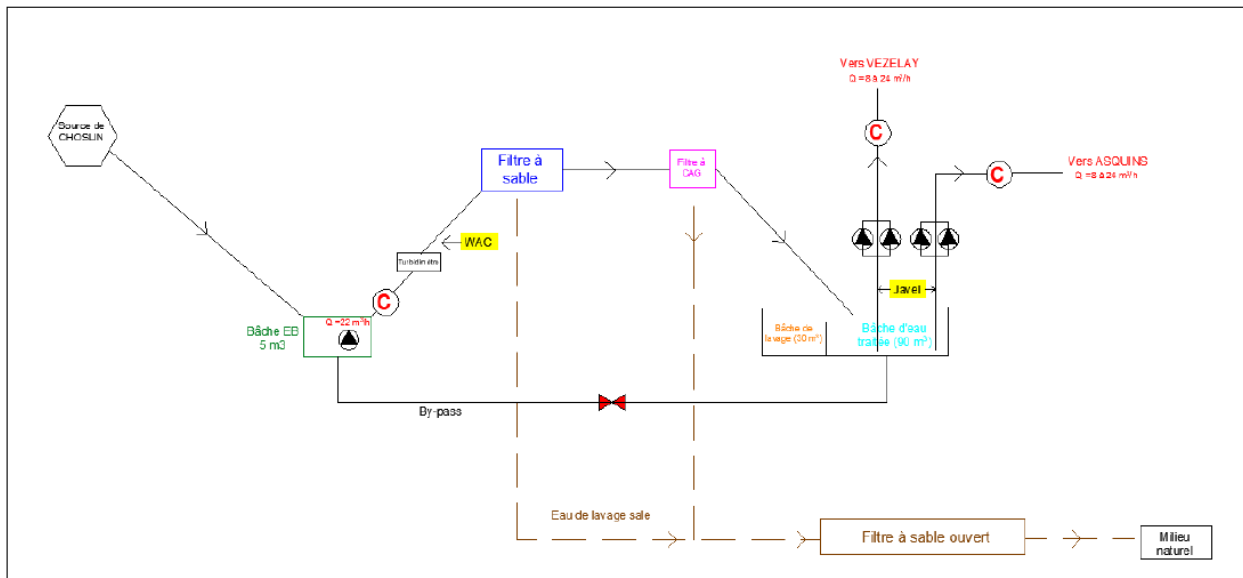 Vers VEZELAY
Q =8 à 24 m³/h
Source de
CHOSLIN
Filtre à
sable
Filtre à
CAG
C
C
Vers ASQUINS
Q =8 à 24 m³/h
WAC
Turbidimètre
C
Javel
Q =22 m³/h
Bâche EB
5 m3
Bâche de
lavage (30 m³)
Bâche d'eau
traitée (90 m³)
By-pass
Eau de lavage sale
Filtre à sable ouvert
Milieu
naturel